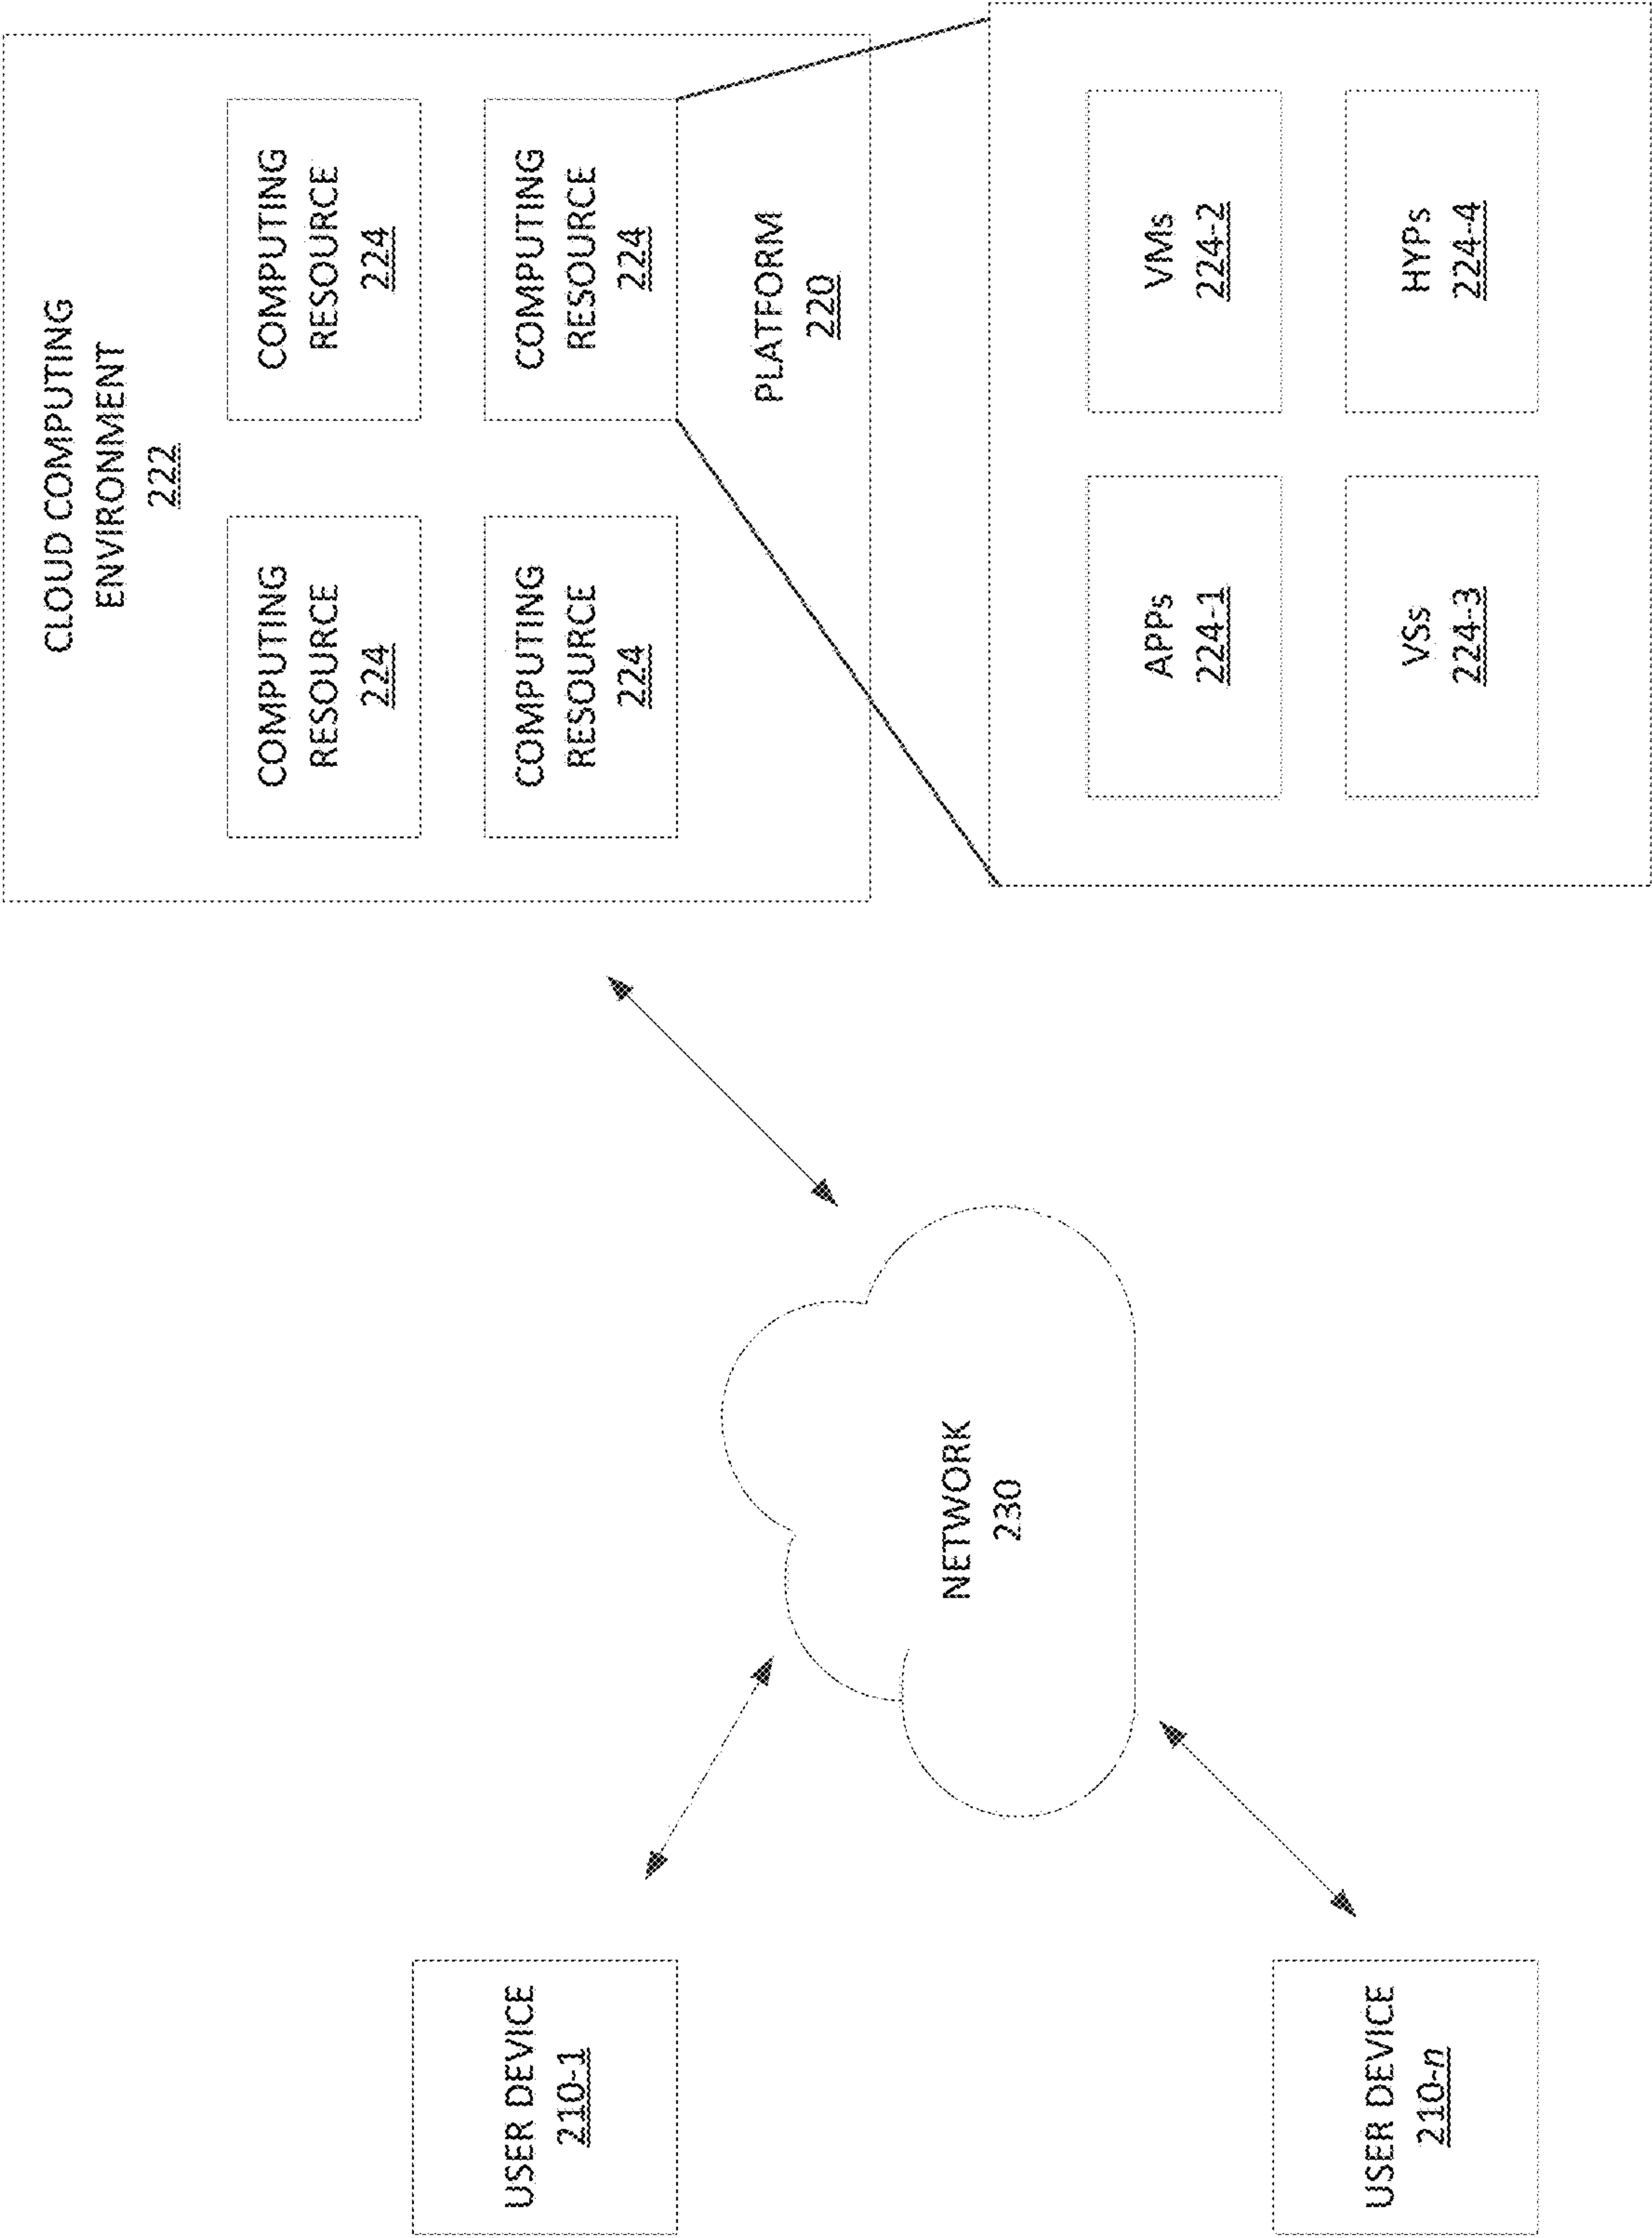 CLOUD COMPUTING
ENVIRONMENT
222
COMPUTING
RESOURCE
224
COMPUTING
RESOURCE
224
COMPUTING
RESOURCE
224
COMPUTING
RESOURCE
224
PLATFORM
220
APPs
224-1
VMs
224-2
VSs
224-3
HYPs
224-4
NETWORK
230
USER DEVICE
210-1
USER DEVICE
210-n